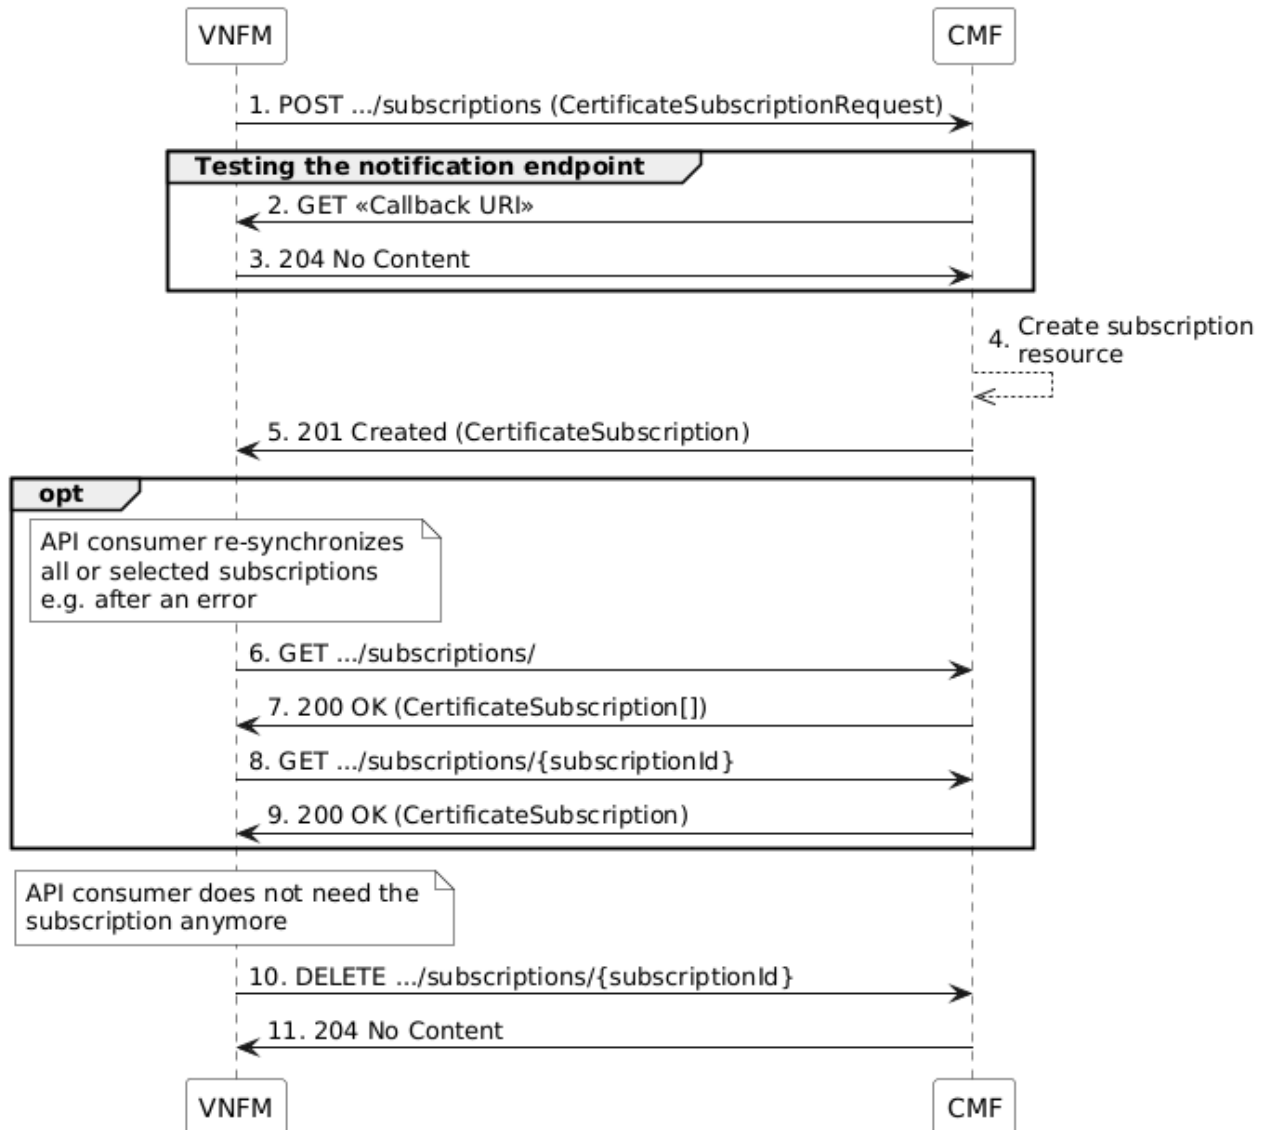 VNFM
CMF
1. POST .../subscriptions (CertificateSubscriptionRequest)
Testing the notification endpoint
2. GET «Callback URI»
3. 204 No Content
4. Create subscription
resource
5. 201 Created (CertificateSubscription)
opt
API consumer re-synchronizes
all or selected subscriptions
e.g. after an error
6. GET .../subscriptions/
7. 200 OK (CertificateSubscription[])
8. GET .../subscriptions/{subscriptionId}
9. 200 OK (CertificateSubscription)
API consumer does not need the
subscription anymore
10. DELETE .../subscriptions/{subscriptionId}
11. 204 No Content
VNFM
CMF